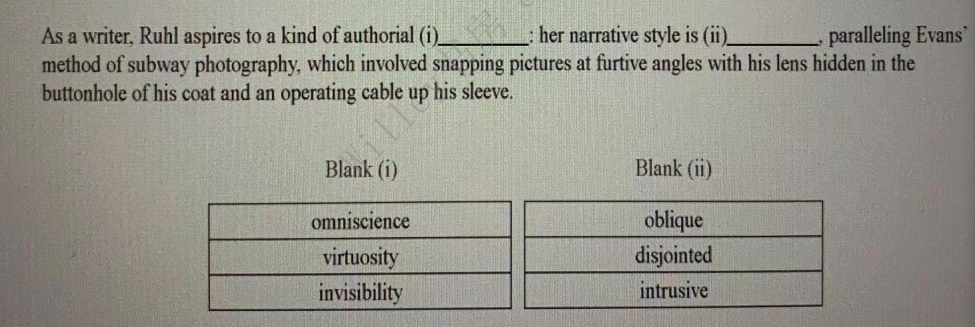 As a writer, Ruhl aspires to a kind of authorial (i)________: her narrative style is (ii)________, paralleling Evans'
method of subway photography, which involved snapping pictures at furtive angles with his lens hidden in the
buttonhole of his coat and an operating cable up his sleeve.
Blank (i) Blank (ii)
omniscience oblique
virtuosity disjointed
invisibility intrusive